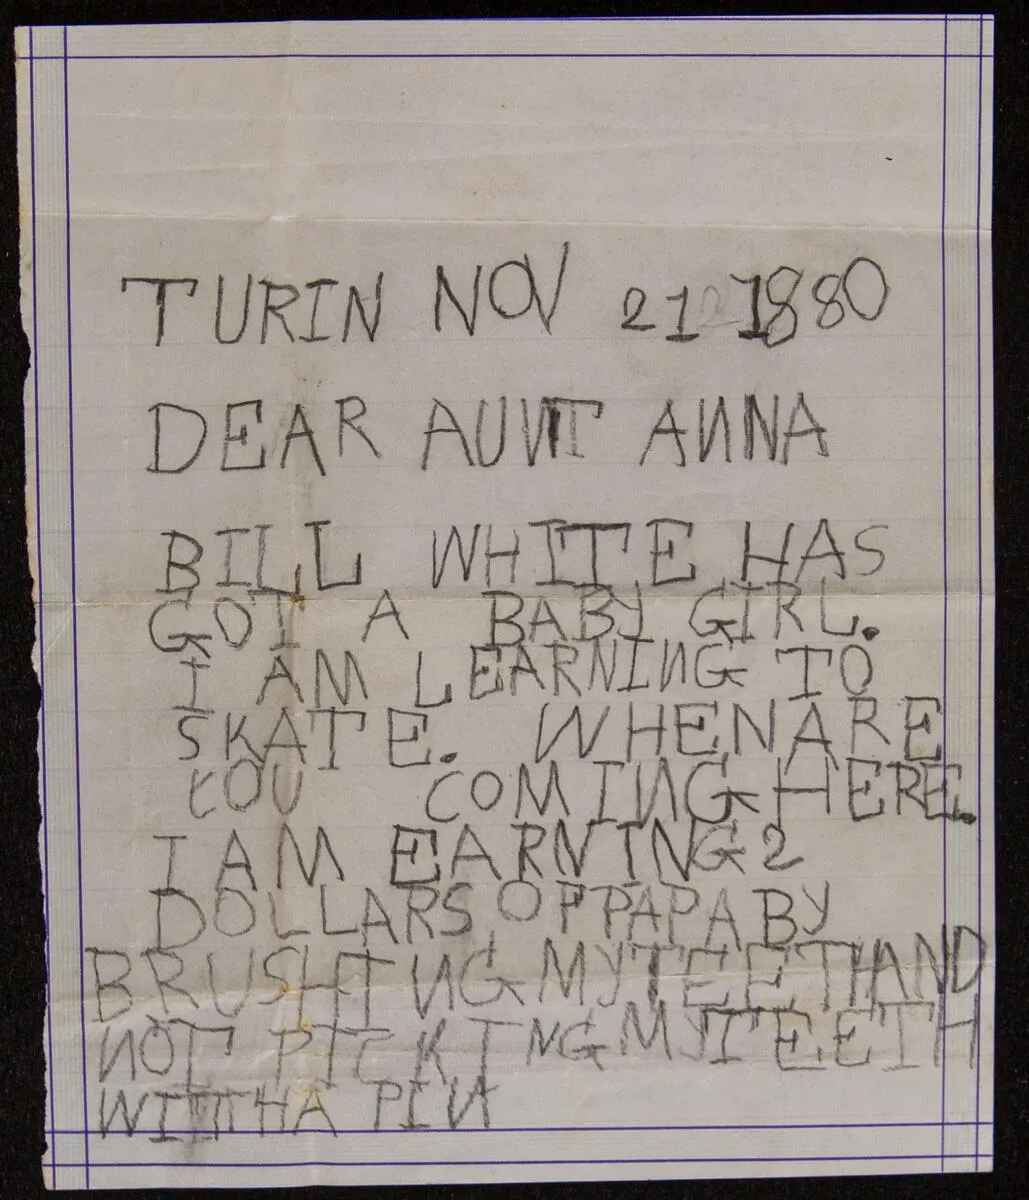 TURIN NOV 21 1880
DEAR AUNT ANNA
BILL WHITE HAS
GOT A BABY GIRL.
I AM LEARNING TO
SKATE. WHEN ARE
YOU COMING HERE.
I AM EARNING 2
DOLLARS OF PAPA BY
BRUSHING MY TEETH AND
NOT PICKING MY TEETH
WITH A PIN